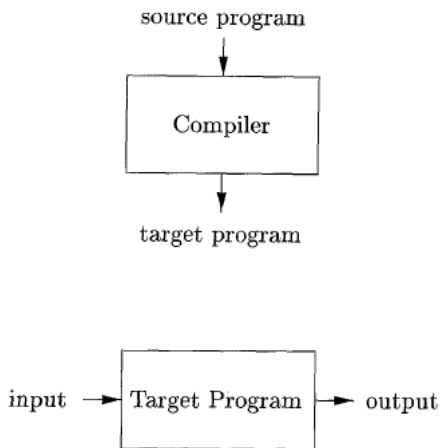 source program
Compiler
target program
input
Target Program
output